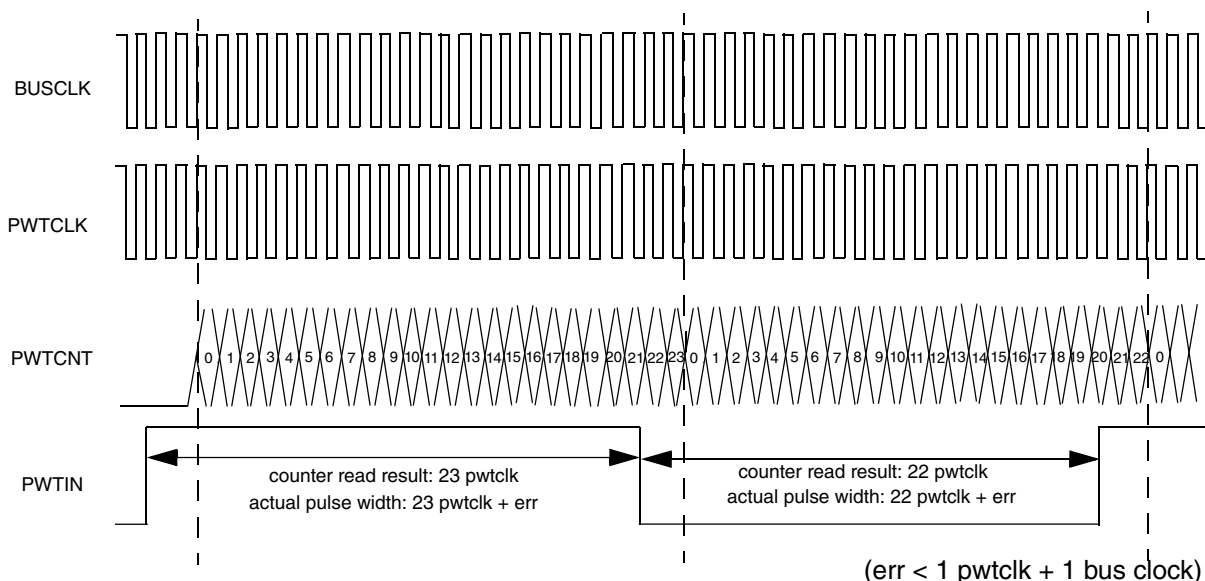 BUSCLK
PWTCLK
PWTCNT
0 1 2 3 4 5 6 7 8 9 10 11 12 13 14 15 16 17 18 19 20 21 22 23 0 1 2 3 4 5 6 7 8 9 10 11 12 13 14 15 16 17 18 19 20 21 22 0
PWTIN
counter read result: 23 pwtclk
actual pulse width: 23 pwtclk + err
counter read result: 22 pwtclk
actual pulse width: 22 pwtclk + err
(err < 1 pwtclk + 1 bus clock)